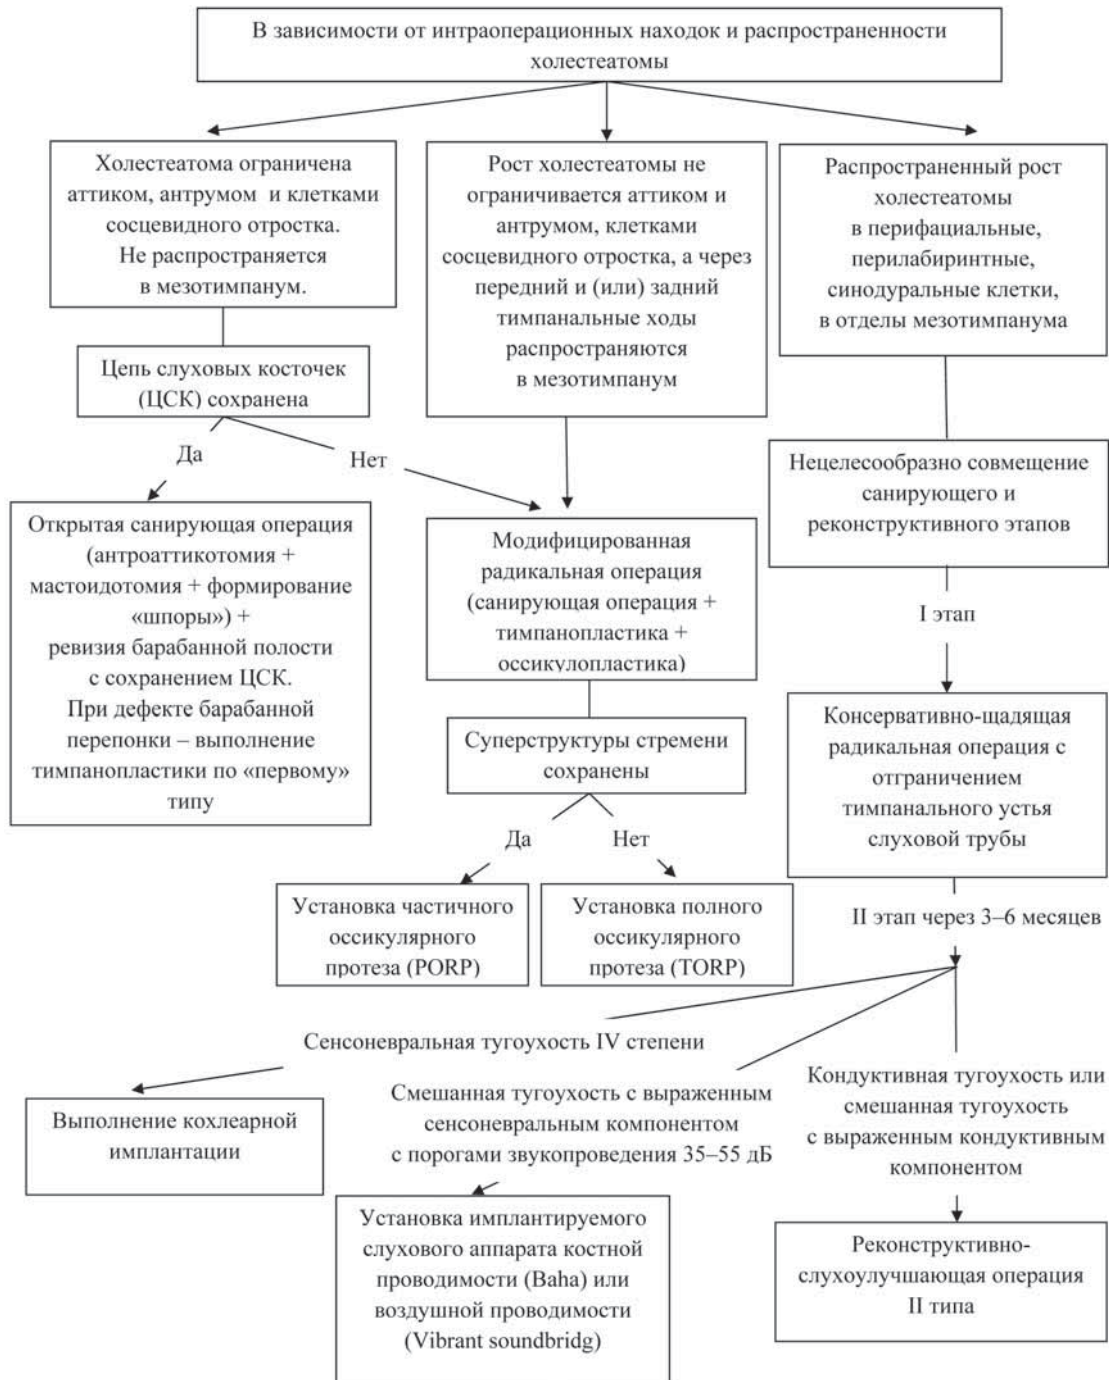 В зависимости от интраоперационных находок и распространенности
холестеатомы
Холестеатома ограничена
аттиком, антрумом и клетками
сосцевидного отростка.
Не распространяется
в мезотимпанум.
Рост холестеатомы не
ограничивается аттиком и
антрумом, клетками
сосцевидного отростка, а через
передний и (или) задний
тимпанальные ходы
распространяются
в мезотимпанум
Распространенный рост
холестеатомы
в перифациальные,
перилабиринтные,
синодуральные клетки,
в отделы мезотимпанума
Цепь слуховых косточек
(ЦСК) сохранена
Да
Нет
Нецелесообразно совмещение
санирующего и
реконструктивного этапов
Открытая санирующая операция
(антроаттикотомия +
мастоидотомия + формирование
«шпоры») +
ревизия барабанной полости
с сохранением ЦСК.
При дефекте барабанной
перепонки – выполнение
тимпанопластики по «первому»
типу
Модифицированная
радикальная операция
(санирующая операция +
тимпанопластика +
оссикулопластика)
I этап
Консервативно-щадящая
радикальная операция с
отграничением
тимпанального устья
слуховой трубы
Суперструктуры стремени
сохранены
Да
Нет
Установка частичного
оссикулярного
протеза (PORP)
Установка полного
оссикулярного
протеза (TORP)
II этап через 3–6 месяцев
Сенсоневральная тугоухость IV степени
Смешанная тугоухость с выраженным
сенсоневральным компонентом
с порогами звукопроведения 35–55 дБ
Кондуктивная тугоухость или
смешанная тугоухость
с выраженным кондуктивным
компонентом
Выполнение кохлеарной
имплантации
Установка имплантируемого
слухового аппарата костной
проводимости (Baha) или
воздушной проводимости
(Vibrant soundbridg)
Реконструктивно-
слухоулучшающая операция
II типа